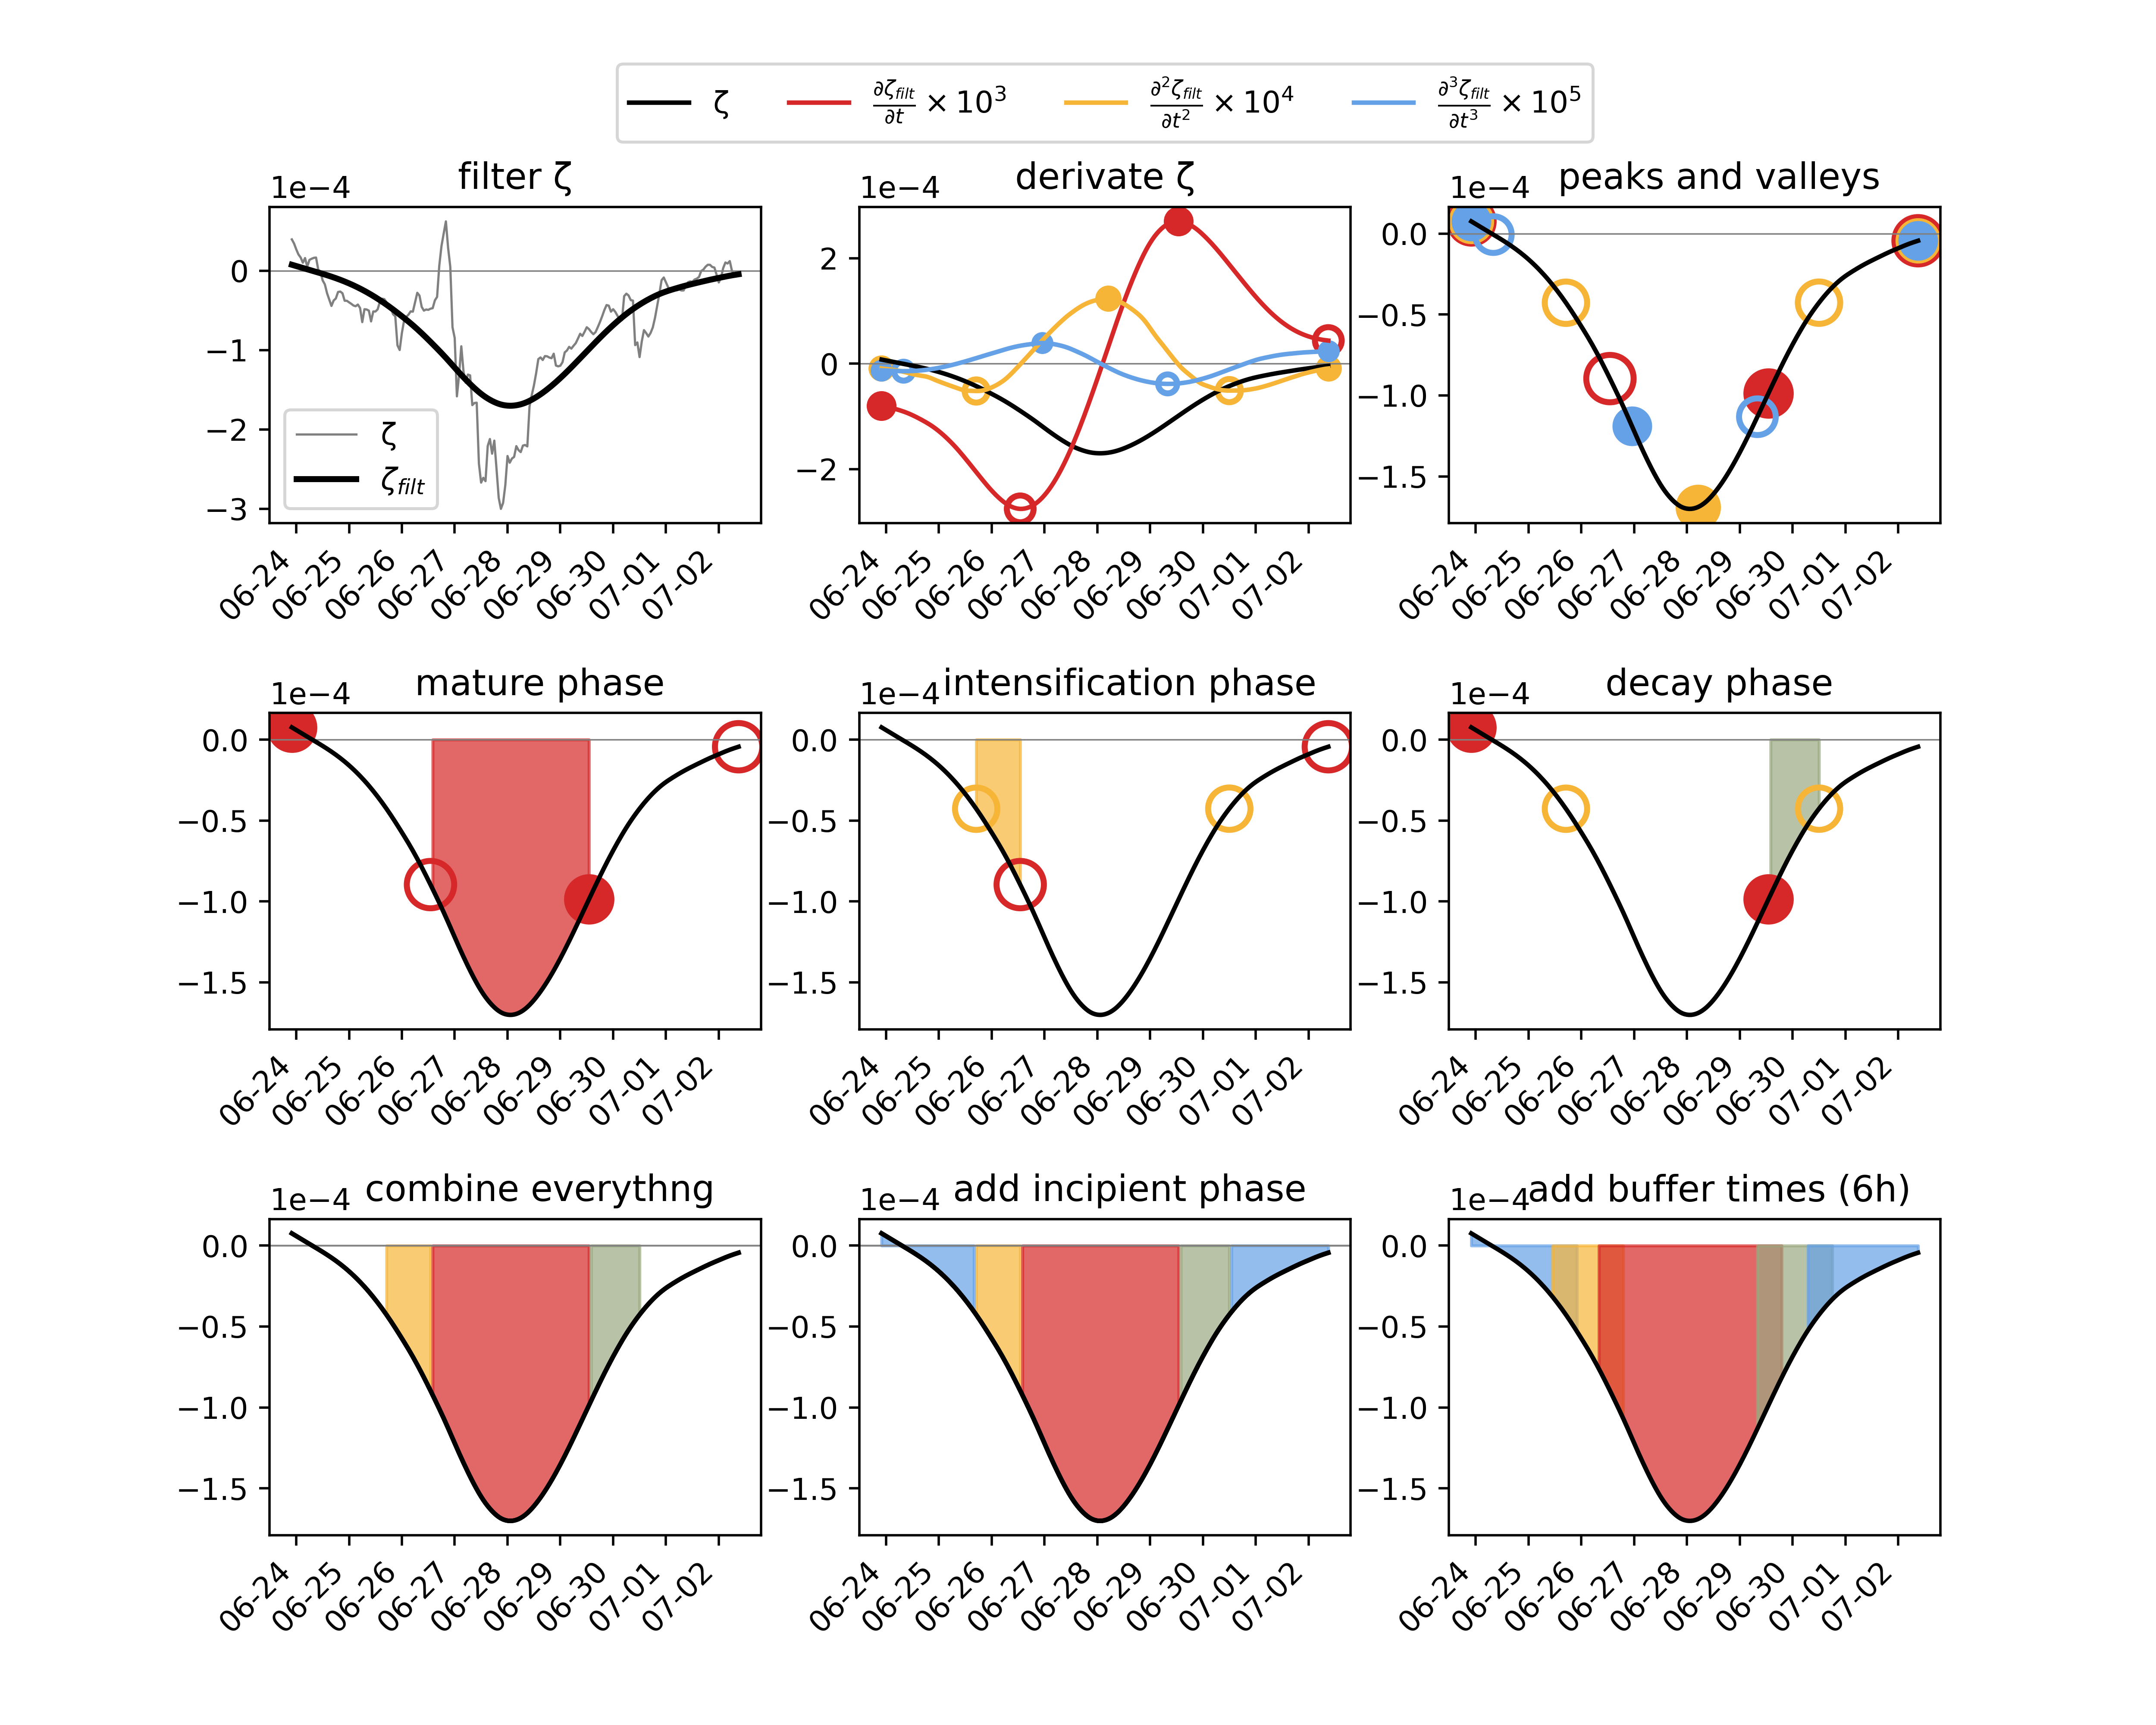 ζ ∂ζ_filt/∂t × 10³ ∂²ζ_filt/∂t² × 10⁴ ∂³ζ_filt/∂t³ × 10⁵
filter ζ
1e−4
0
−1
−2
−3
ζ
ζ_filt
06-24 06-25 06-26 06-27 06-28 06-29 06-30 07-01 07-02
derivate ζ
1e−4
2
0
−2
06-24 06-25 06-26 06-27 06-28 06-29 06-30 07-01 07-02
peaks and valleys
1e−4
0.0
−0.5
−1.0
−1.5
06-24 06-25 06-26 06-27 06-28 06-29 06-30 07-01 07-02
mature phase
1e−4
0.0
−0.5
−1.0
−1.5
06-24 06-25 06-26 06-27 06-28 06-29 06-30 07-01 07-02
intensification phase
1e−4
0.0
−0.5
−1.0
−1.5
06-24 06-25 06-26 06-27 06-28 06-29 06-30 07-01 07-02
decay phase
1e−4
0.0
−0.5
−1.0
−1.5
06-24 06-25 06-26 06-27 06-28 06-29 06-30 07-01 07-02
combine everythng
1e−4
0.0
−0.5
−1.0
−1.5
06-24 06-25 06-26 06-27 06-28 06-29 06-30 07-01 07-02
add incipient phase
1e−4
0.0
−0.5
−1.0
−1.5
06-24 06-25 06-26 06-27 06-28 06-29 06-30 07-01 07-02
add buffer times (6h)
1e−4
0.0
−0.5
−1.0
−1.5
06-24 06-25 06-26 06-27 06-28 06-29 06-30 07-01 07-02